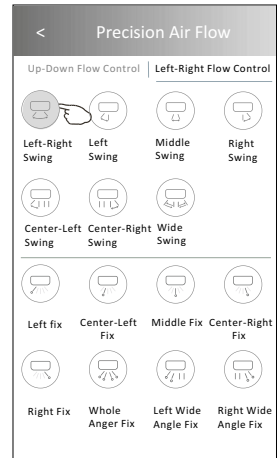 < Precision Air Flow
Up-Down Flow Control Left-Right Flow Control
Left-Right Left Middle Right
Swing Swing Swing Swing
Center-Left Center-Right Wide
Swing Swing Swing
Left fix Center-Left Middle Fix Center-Right
Fix Fix
Right Fix Whole Left Wide Right Wide
Anger Fix Angle Fix Angle Fix